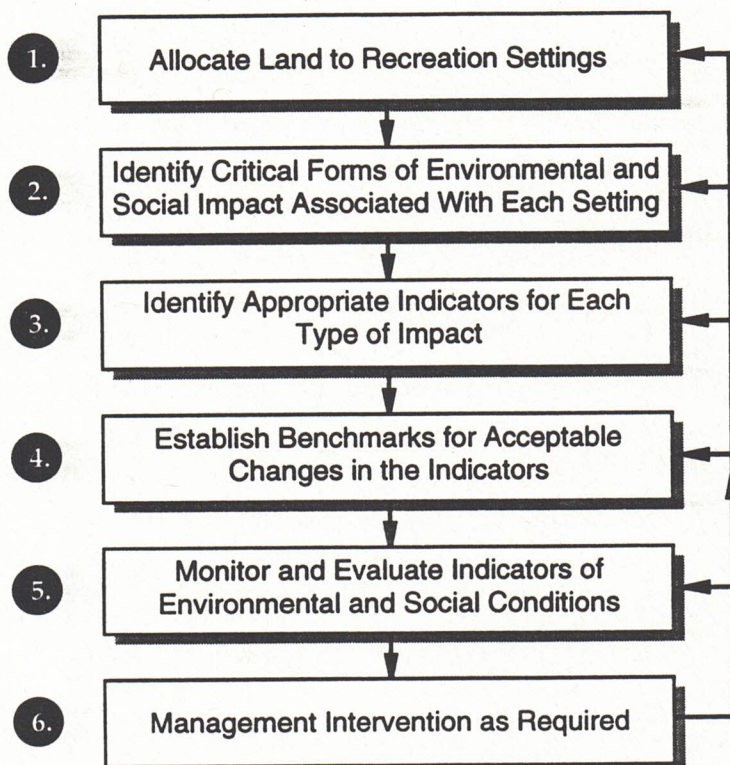 1.
Allocate Land to Recreation Settings
2.
Identify Critical Forms of Environmental and
Social Impact Associated With Each Setting
3.
Identify Appropriate Indicators for Each
Type of Impact
4.
Establish Benchmarks for Acceptable
Changes in the Indicators
5.
Monitor and Evaluate Indicators of
Environmental and Social Conditions
6.
Management Intervention as Required